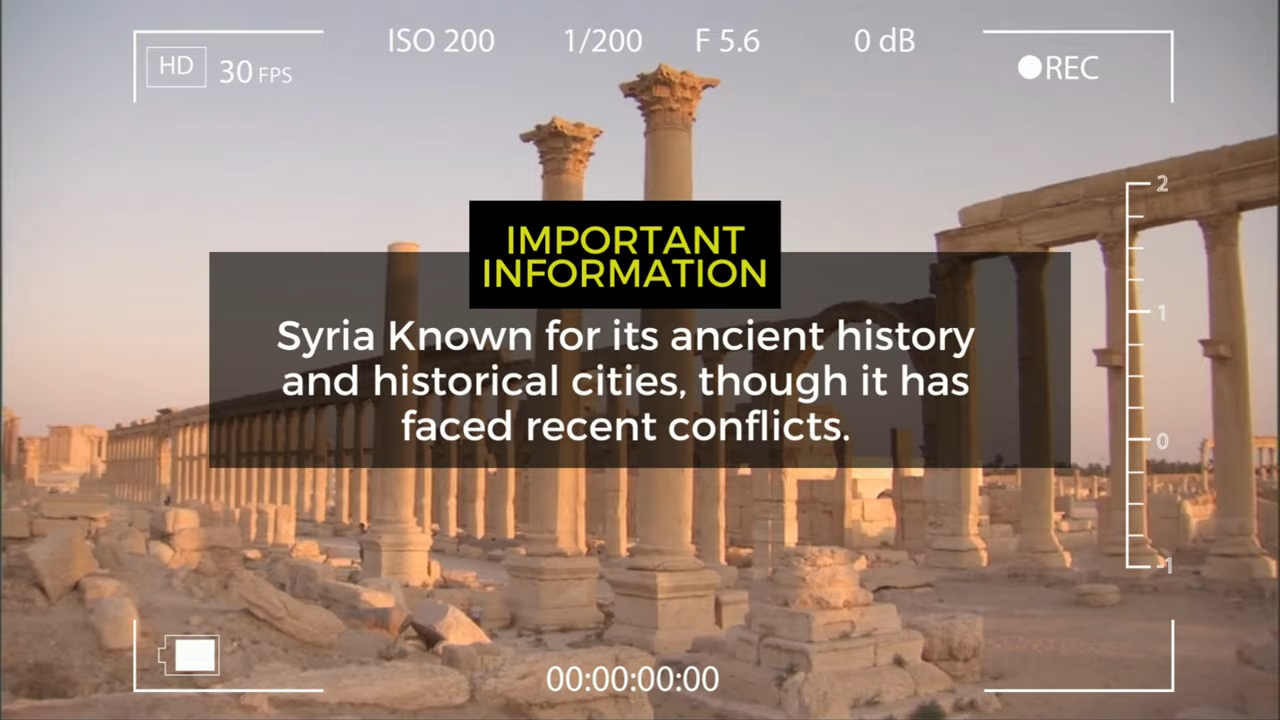 ISO 200 1/200 F 5.6 0 dB
HD 30 FPS REC
2
IMPORTANT
INFORMATION
1
Syria Known for its ancient history
and historical cities, though it has
faced recent conflicts.
0
-1
00:00:00:00